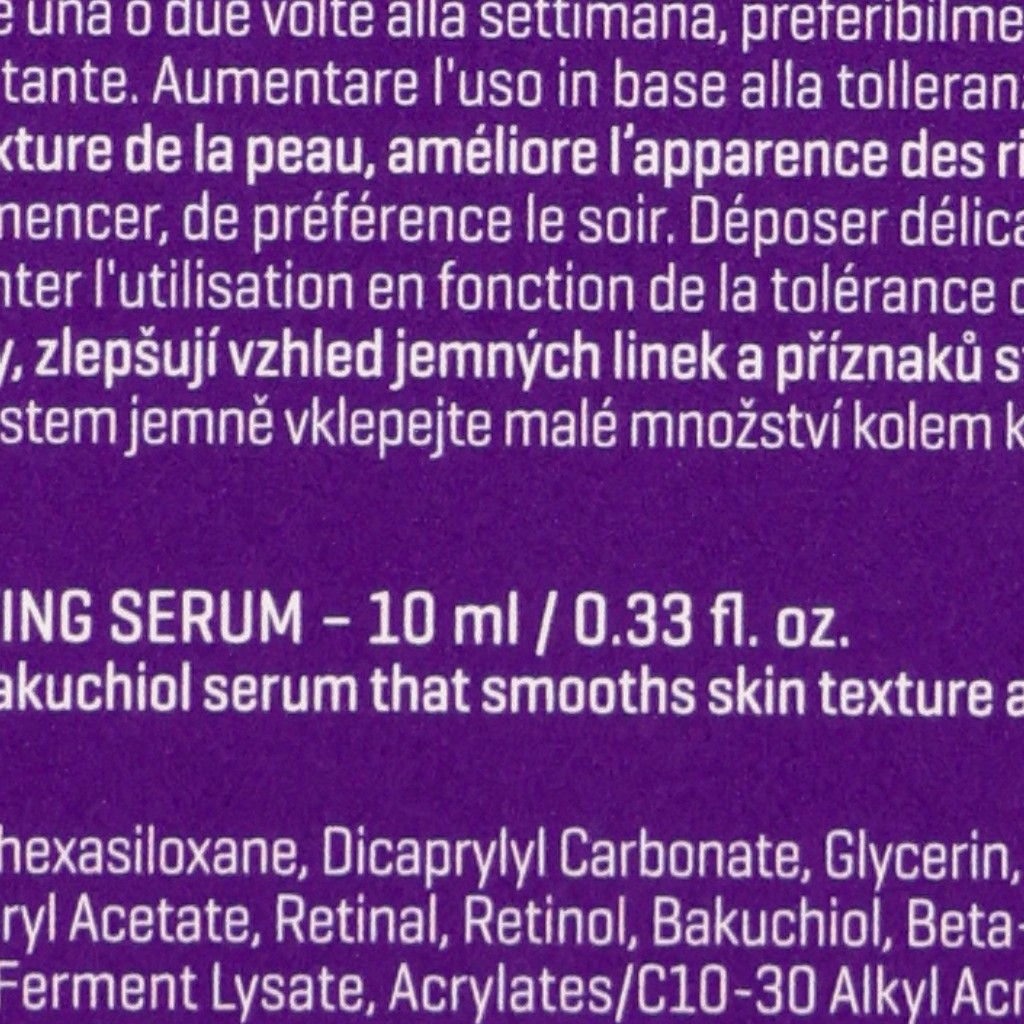 e una o due volte alla settimana, preferibilme
tante. Aumentare l'uso in base alla tolleran
xture de la peau, améliore l’apparence des ri
mencer, de préférence le soir. Déposer délica
nter l'utilisation en fonction de la tolérance
y, zlepšují vzhled jemných linek a příznaků s
stem jemně vklepejte malé množství kolem k
ING SERUM – 10 ml / 0.33 fl. oz.
akuchiol serum that smooths skin texture a
hexasiloxane, Dicaprylyl Carbonate, Glycerin,
ryl Acetate, Retinal, Retinol, Bakuchiol, Beta-
Ferment Lysate, Acrylates/C10-30 Alkyl Acr